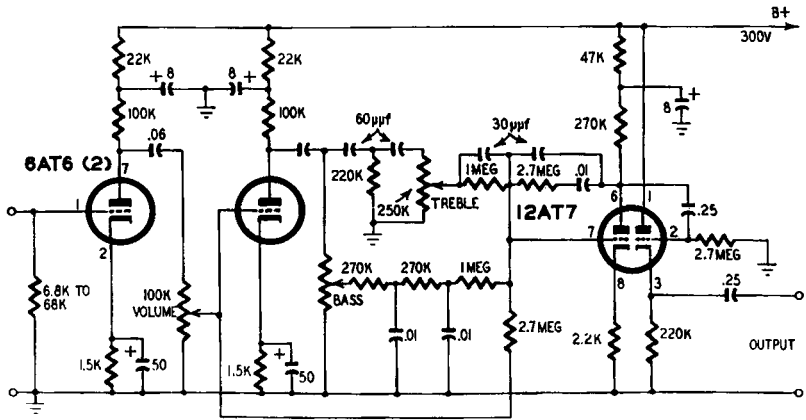 B+
300V
22K
22K
47K
+
8
8
+
8
+
100K
100K
60µµf
30µµf
270K
.06
6AT6 (2)
7
220K
1MEG
2.7MEG
.01
250K
TREBLE
12AT7
6
1
.25
1
2
7
2
2.7MEG
8
3
6.8K TO
68K
100K
VOLUME
270K
270K
1MEG
BASS
.25
.01
.01
2.7MEG
2.2K
220K
OUTPUT
1.5K
+
50
1.5K
+
50